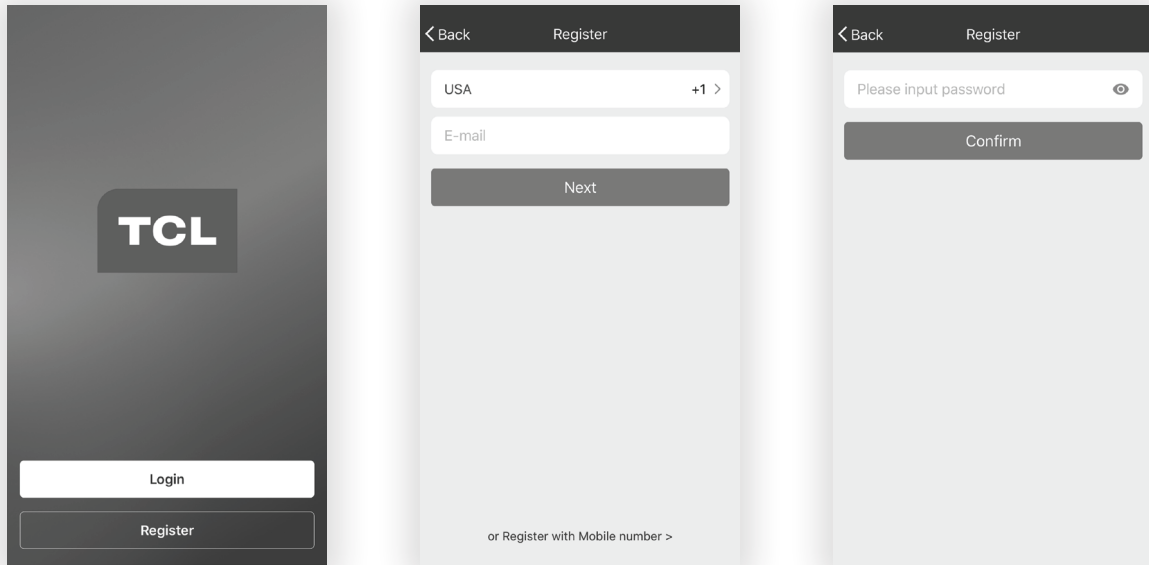 TCL
Login
Register
Back Register
USA +1 >
E-mail
Next
or Register with Mobile number >
Back Register
Please input password
Confirm